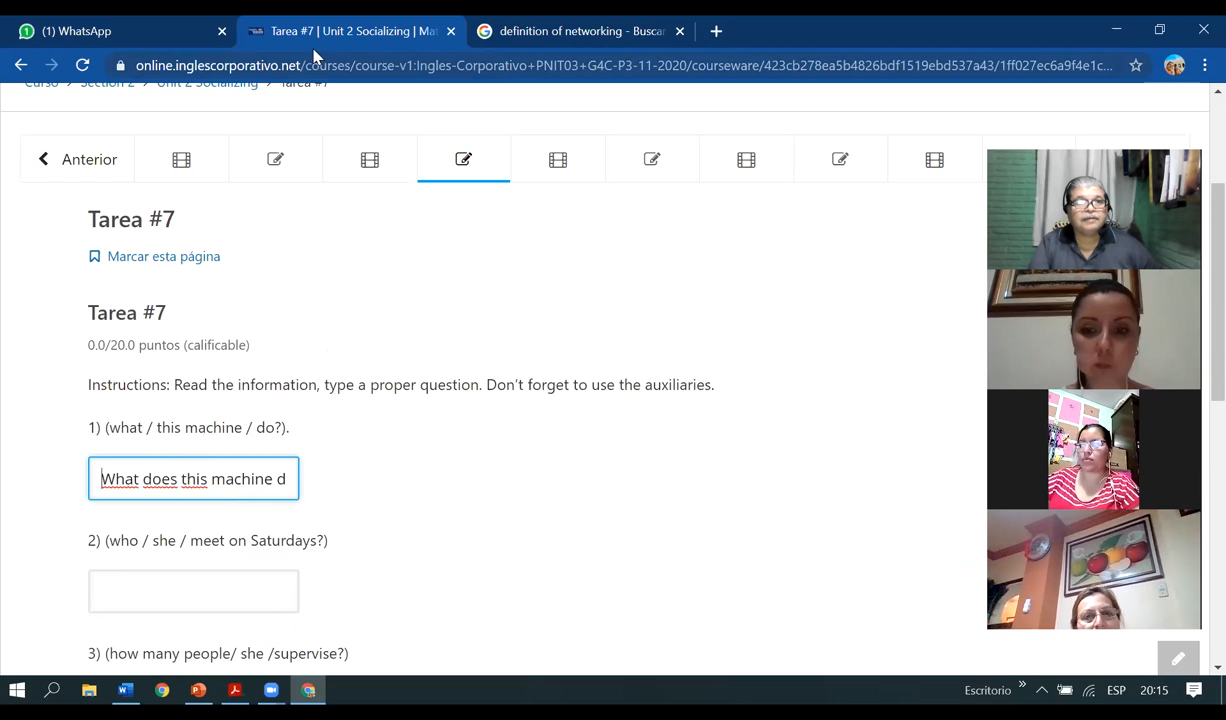 (1) WhatsApp
Tarea #7 | Unit 2 Socializing | Ma
definition of networking - Buscar
online.inglescorporativo.net/courses/course-v1:Ingles-Corporativo+PNIT03+G4C-P3-11-2020/courseware/423cb278ea5b4826bdf1519ebd537a43/1ff027ec6a9f4e1c...
Curso > Section 2 > Unit 2 Socializing > Tarea #7
Anterior
Tarea #7
Marcar esta página
Tarea #7
0.0/20.0 puntos (calificable)
Instructions: Read the information, type a proper question. Don't forget to use the auxiliaries.
1) (what / this machine / do?).
What does this machine d
2) (who / she / meet on Saturdays?)
3) (how many people/ she /supervise?)
Escritorio
ESP
20:15